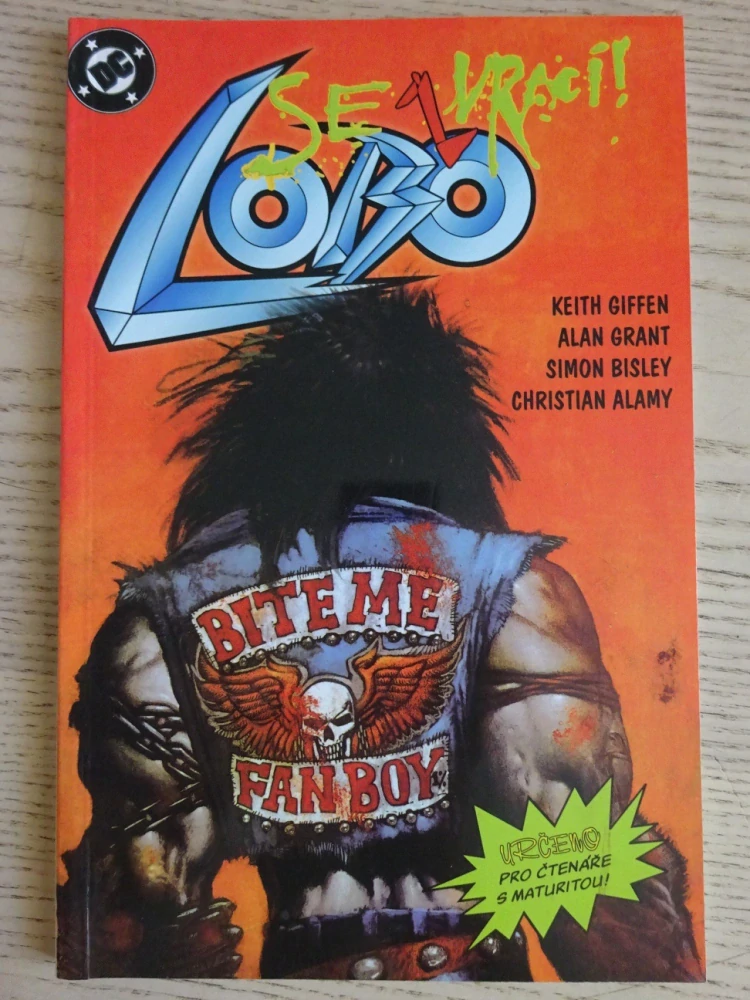 DC
SE VRACÍ!
LOBO
KEITH GIFFEN
ALAN GRANT
SIMON BISLEY
CHRISTIAN ALAMY
BITE ME
FAN BOY
URČENO
PRO ČTENÁŘE
S MATURITOU!